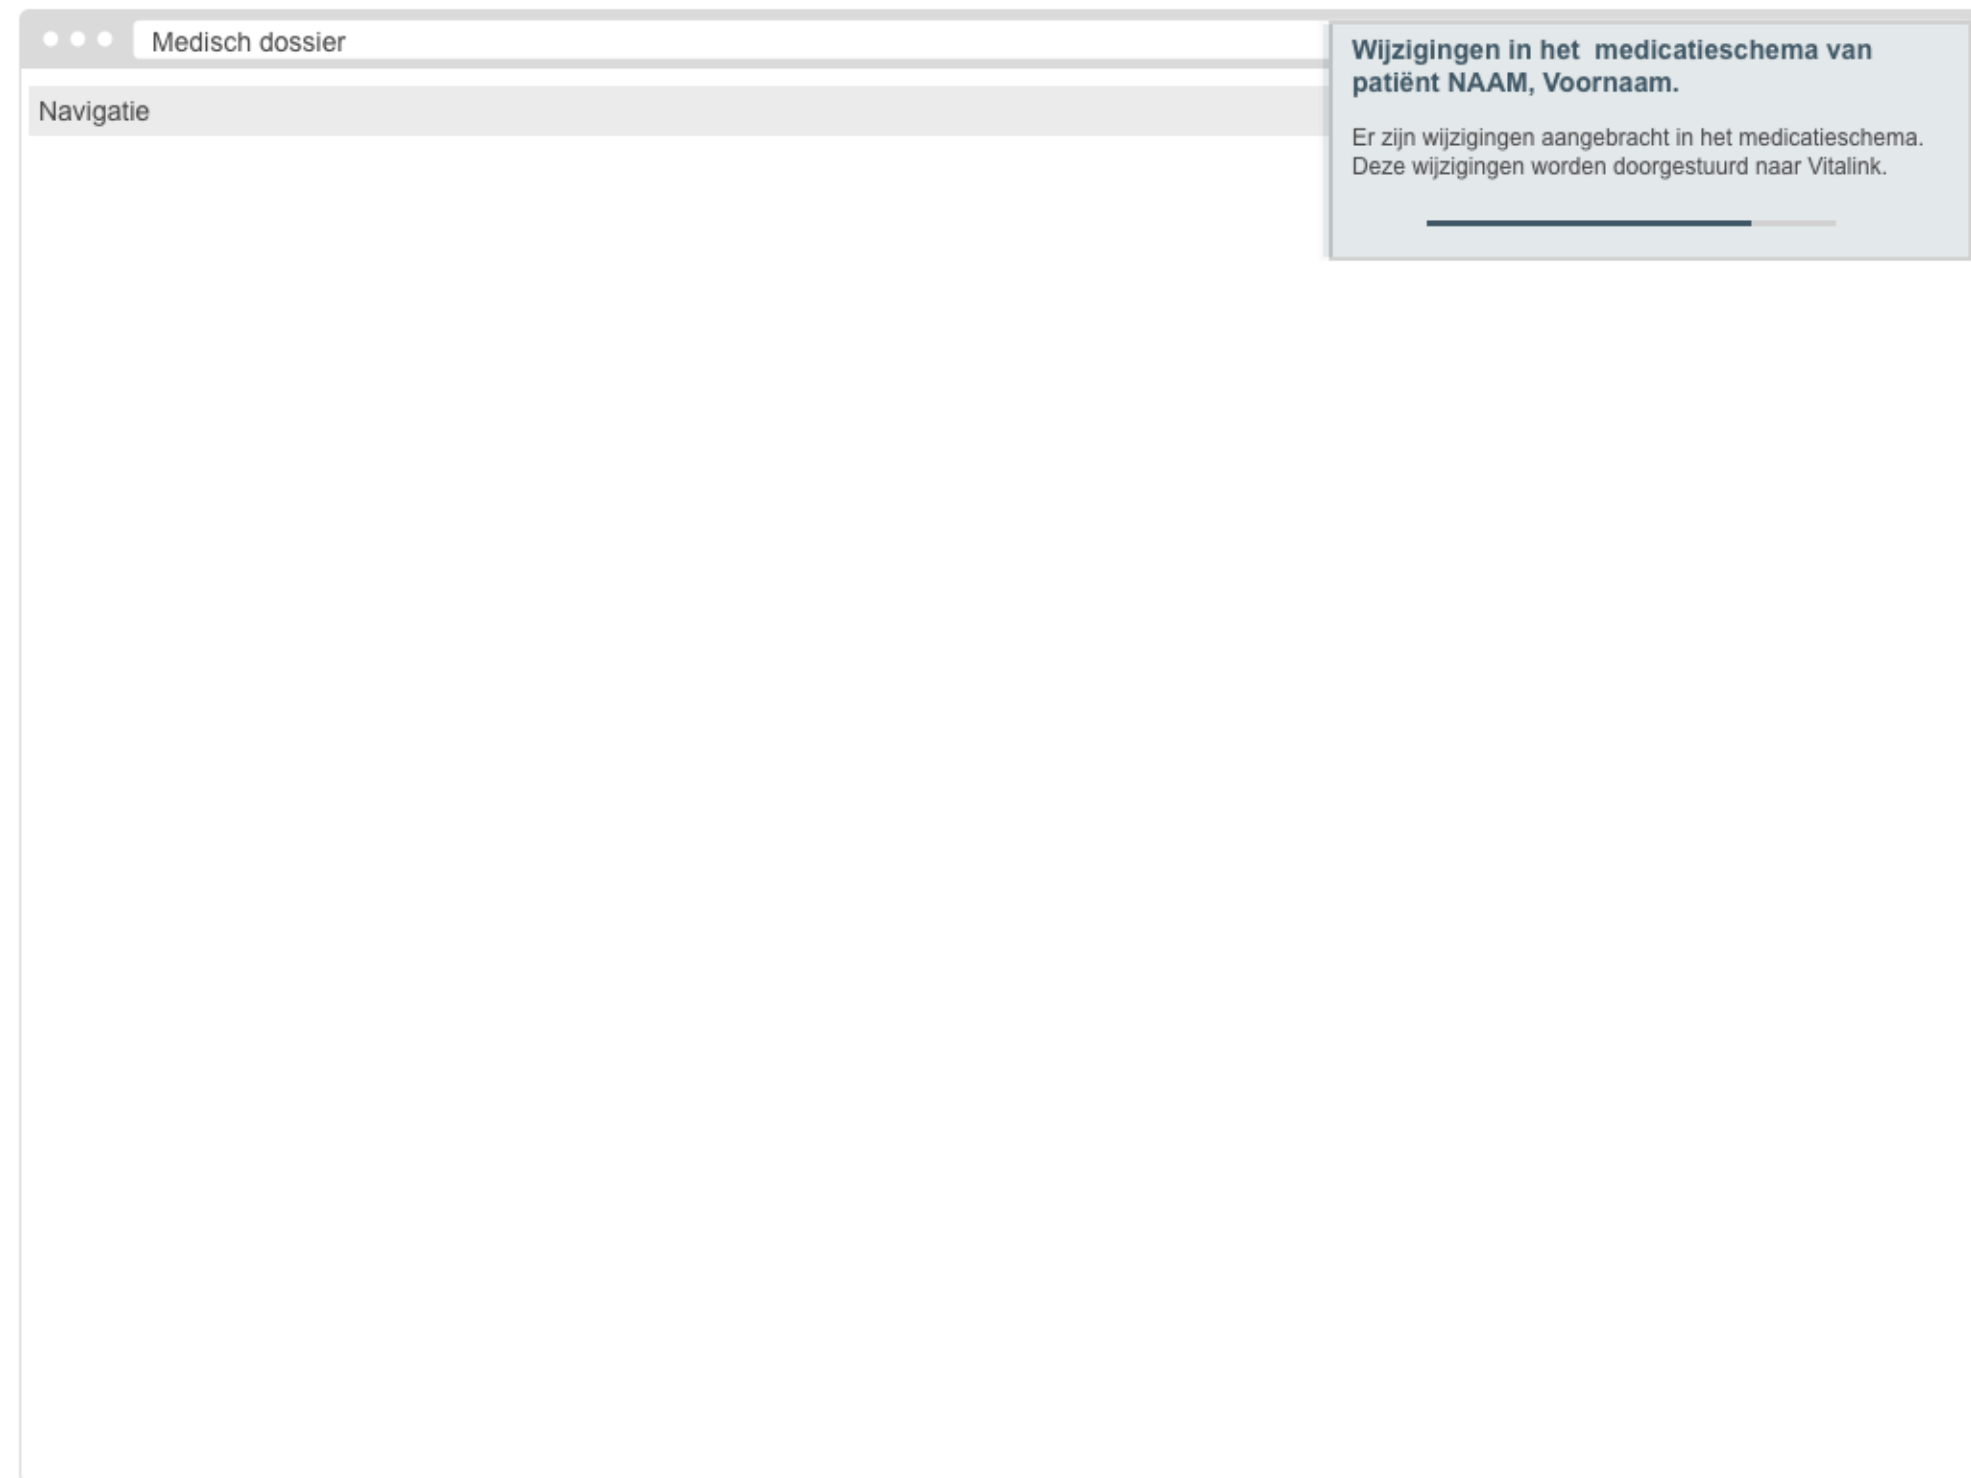 Medisch dossier
Navigatie
Wijzigingen in het  medicatieschema van
patiënt NAAM, Voornaam.
Er zijn wijzigingen aangebracht in het medicatieschema.
Deze wijzigingen worden doorgestuurd naar Vitalink.